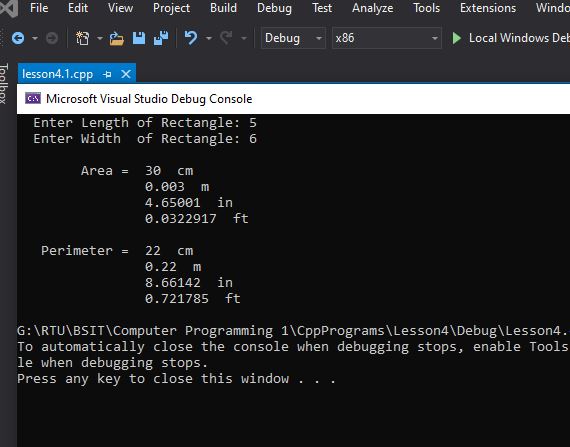 File Edit View Project Build Debug Test Analyze Tools Extensions
Debug x86 Local Windows
Toolbox
lesson4.1.cpp
C:\ Microsoft Visual Studio Debug Console
Enter Length of Rectangle: 5
Enter Width of Rectangle: 6
Area = 30 cm
0.003 m
4.65001 in
0.0322917 ft
Perimeter = 22 cm
0.22 m
8.66142 in
0.721785 ft
G:\RTU\BSIT\Computer Programming 1\CppPrograms\Lesson4\Debug\Lesson4.
To automatically close the console when debugging stops, enable Tools
le when debugging stops.
Press any key to close this window . . .